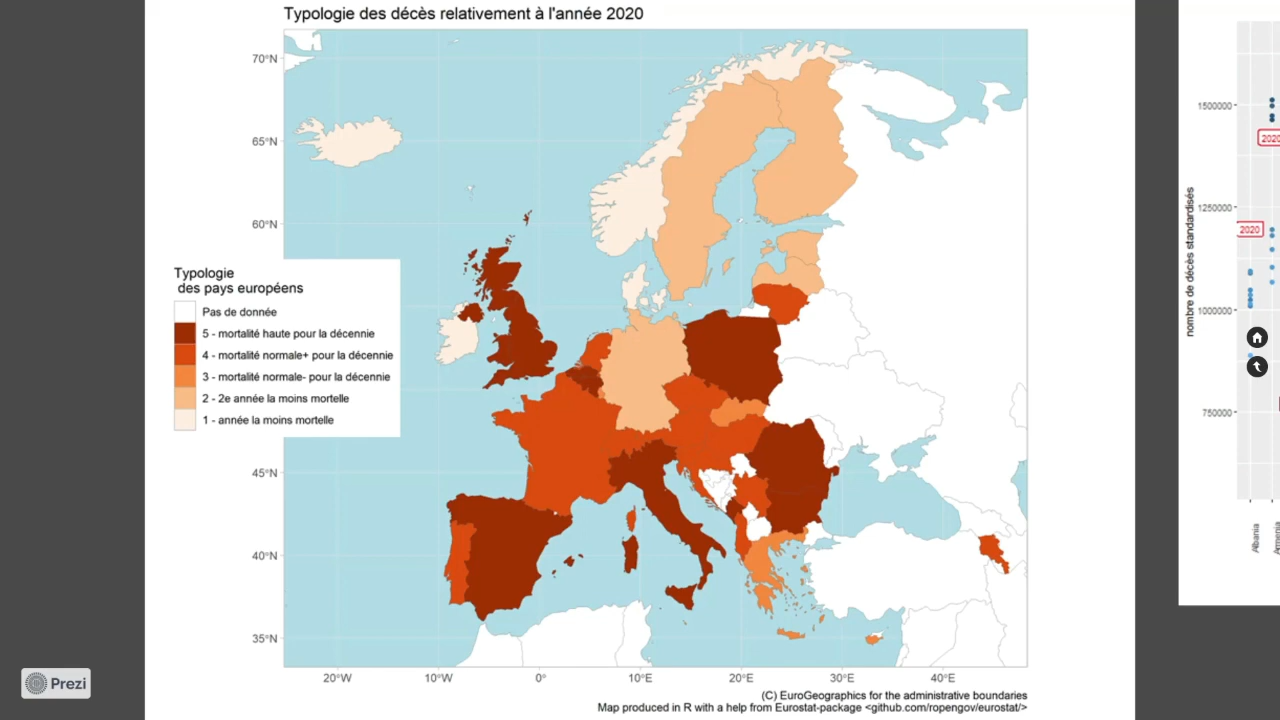 Typologie des décès relativement à l'année 2020
70°N
65°N
60°N
45°N
40°N
35°N
20°W
10°W
0°
10°E
20°E
30°E
40°E
Typologie
des pays européens
Pas de donnée
5 - mortalité haute pour la décennie
4 - mortalité normale+ pour la décennie
3 - mortalité normale- pour la décennie
2 - 2e année la moins mortelle
1 - année la moins mortelle
(C) EuroGeographics for the administrative boundaries
Map produced in R with a help from Eurostat-package <github.com/ropengov/eurostat/>
Prezi
nombre de décès standardisés
1500000
1250000
1000000
750000
2020
2020
Albania